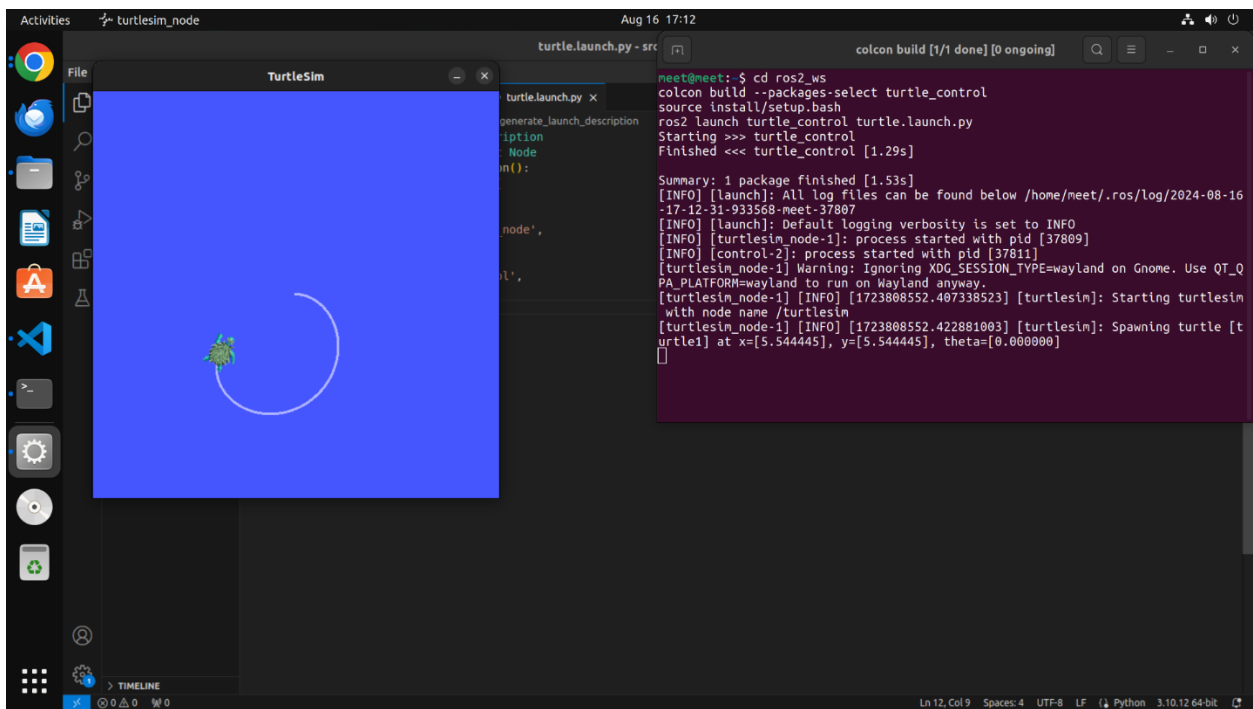 Activities turtlesim_node Aug 16 17:12
turtle.launch.py - src
File
TurtleSim
turtle.launch.py ×
generate_launch_description
iption
Node
on():
_node',
ol',
> TIMELINE
0 0 0
Ln 12, Col 9 Spaces: 4 UTF-8 LF Python 3.10.12 64-bit
colcon build [1/1 done] [0 ongoing]
meet@meet:~$ cd ros2_ws
colcon build --packages-select turtle_control
source install/setup.bash
ros2 launch turtle_control turtle.launch.py
Starting >>> turtle_control
Finished <<< turtle_control [1.29s]
Summary: 1 package finished [1.53s]
[INFO] [launch]: All log files can be found below /home/meet/.ros/log/2024-08-16
-17-12-31-933568-meet-37807
[INFO] [launch]: Default logging verbosity is set to INFO
[INFO] [turtlesim_node-1]: process started with pid [37809]
[INFO] [control-2]: process started with pid [37811]
[turtlesim_node-1] Warning: Ignoring XDG_SESSION_TYPE=wayland on Gnome. Use QT_Q
PA_PLATFORM=wayland to run on Wayland anyway.
[turtlesim_node-1] [INFO] [1723808552.407338523] [turtlesim]: Starting turtlesim
with node name /turtlesim
[turtlesim_node-1] [INFO] [1723808552.422881003] [turtlesim]: Spawning turtle [t
urtle1] at x=[5.544445], y=[5.544445], theta=[0.000000]